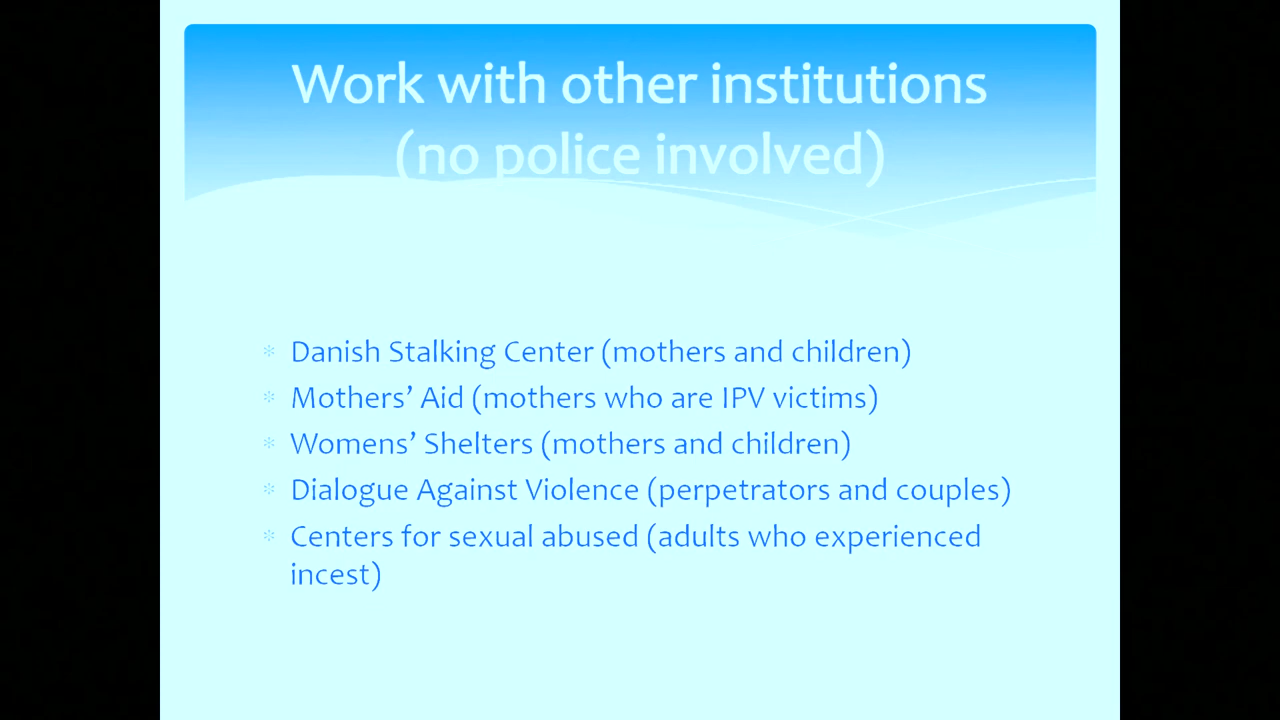 Work with other institutions
(no police involved)
Danish Stalking Center (mothers and children)
Mothers’ Aid (mothers who are IPV victims)
Womens’ Shelters (mothers and children)
Dialogue Against Violence (perpetrators and couples)
Centers for sexual abused (adults who experienced
incest)